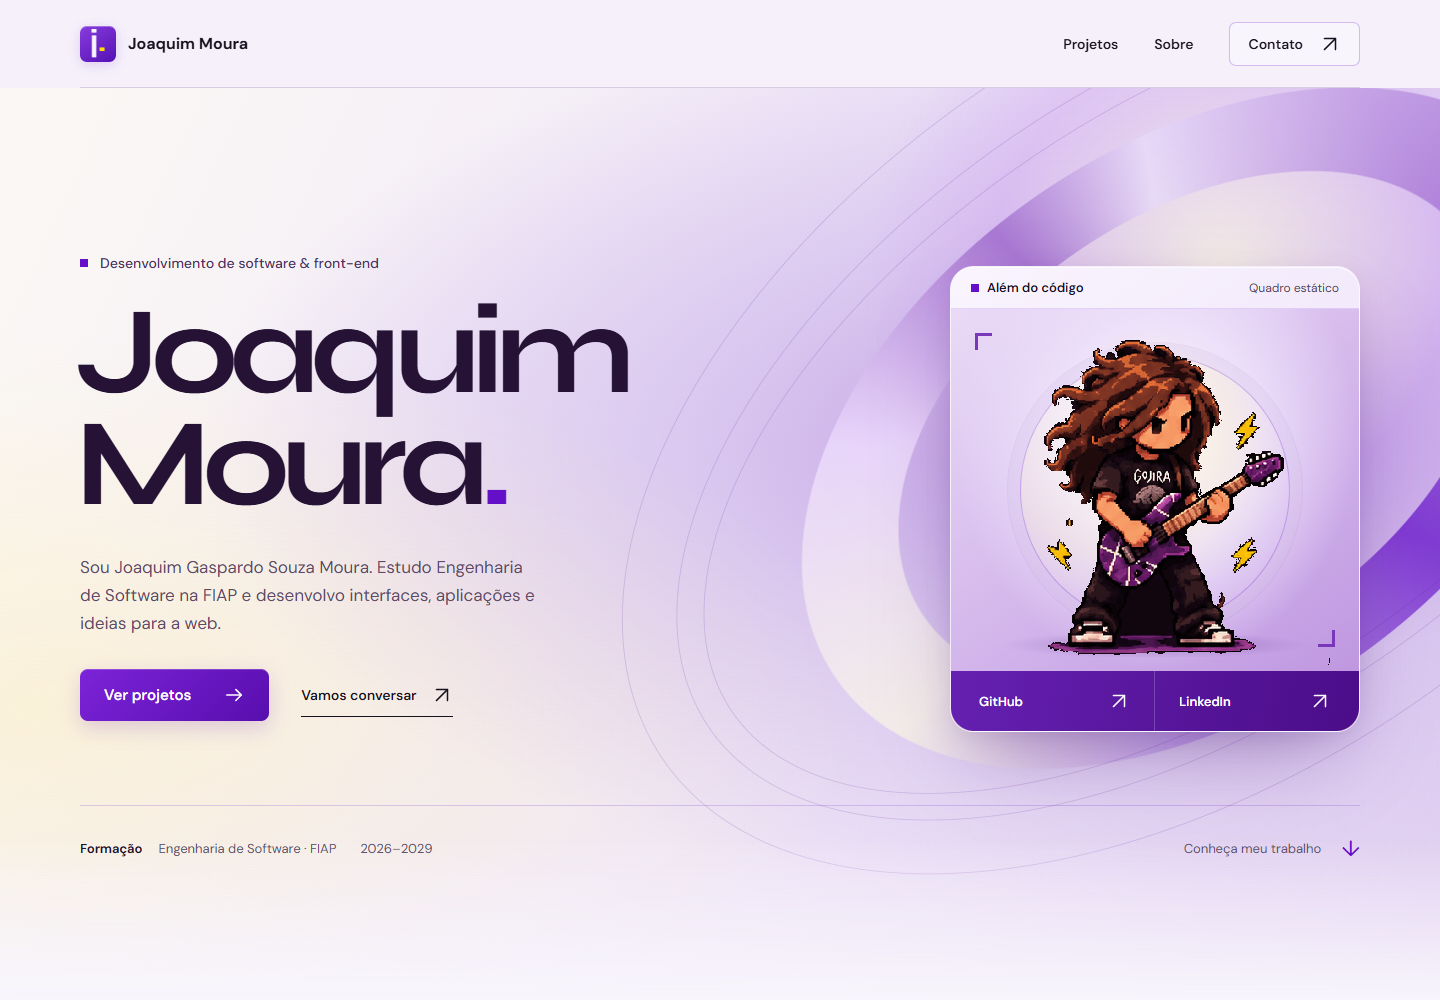 j.
Joaquim Moura
Projetos
Sobre
Contato
Desenvolvimento de software & front-end
Joaquim
Moura.
Sou Joaquim Gaspardo Souza Moura. Estudo Engenharia
de Software na FIAP e desenvolvo interfaces, aplicações e
ideias para a web.
Ver projetos
Vamos conversar
Além do código
Quadro estático
GOJIRA
GitHub
LinkedIn
Formação
Engenharia de Software · FIAP
2026–2029
Conheça meu trabalho